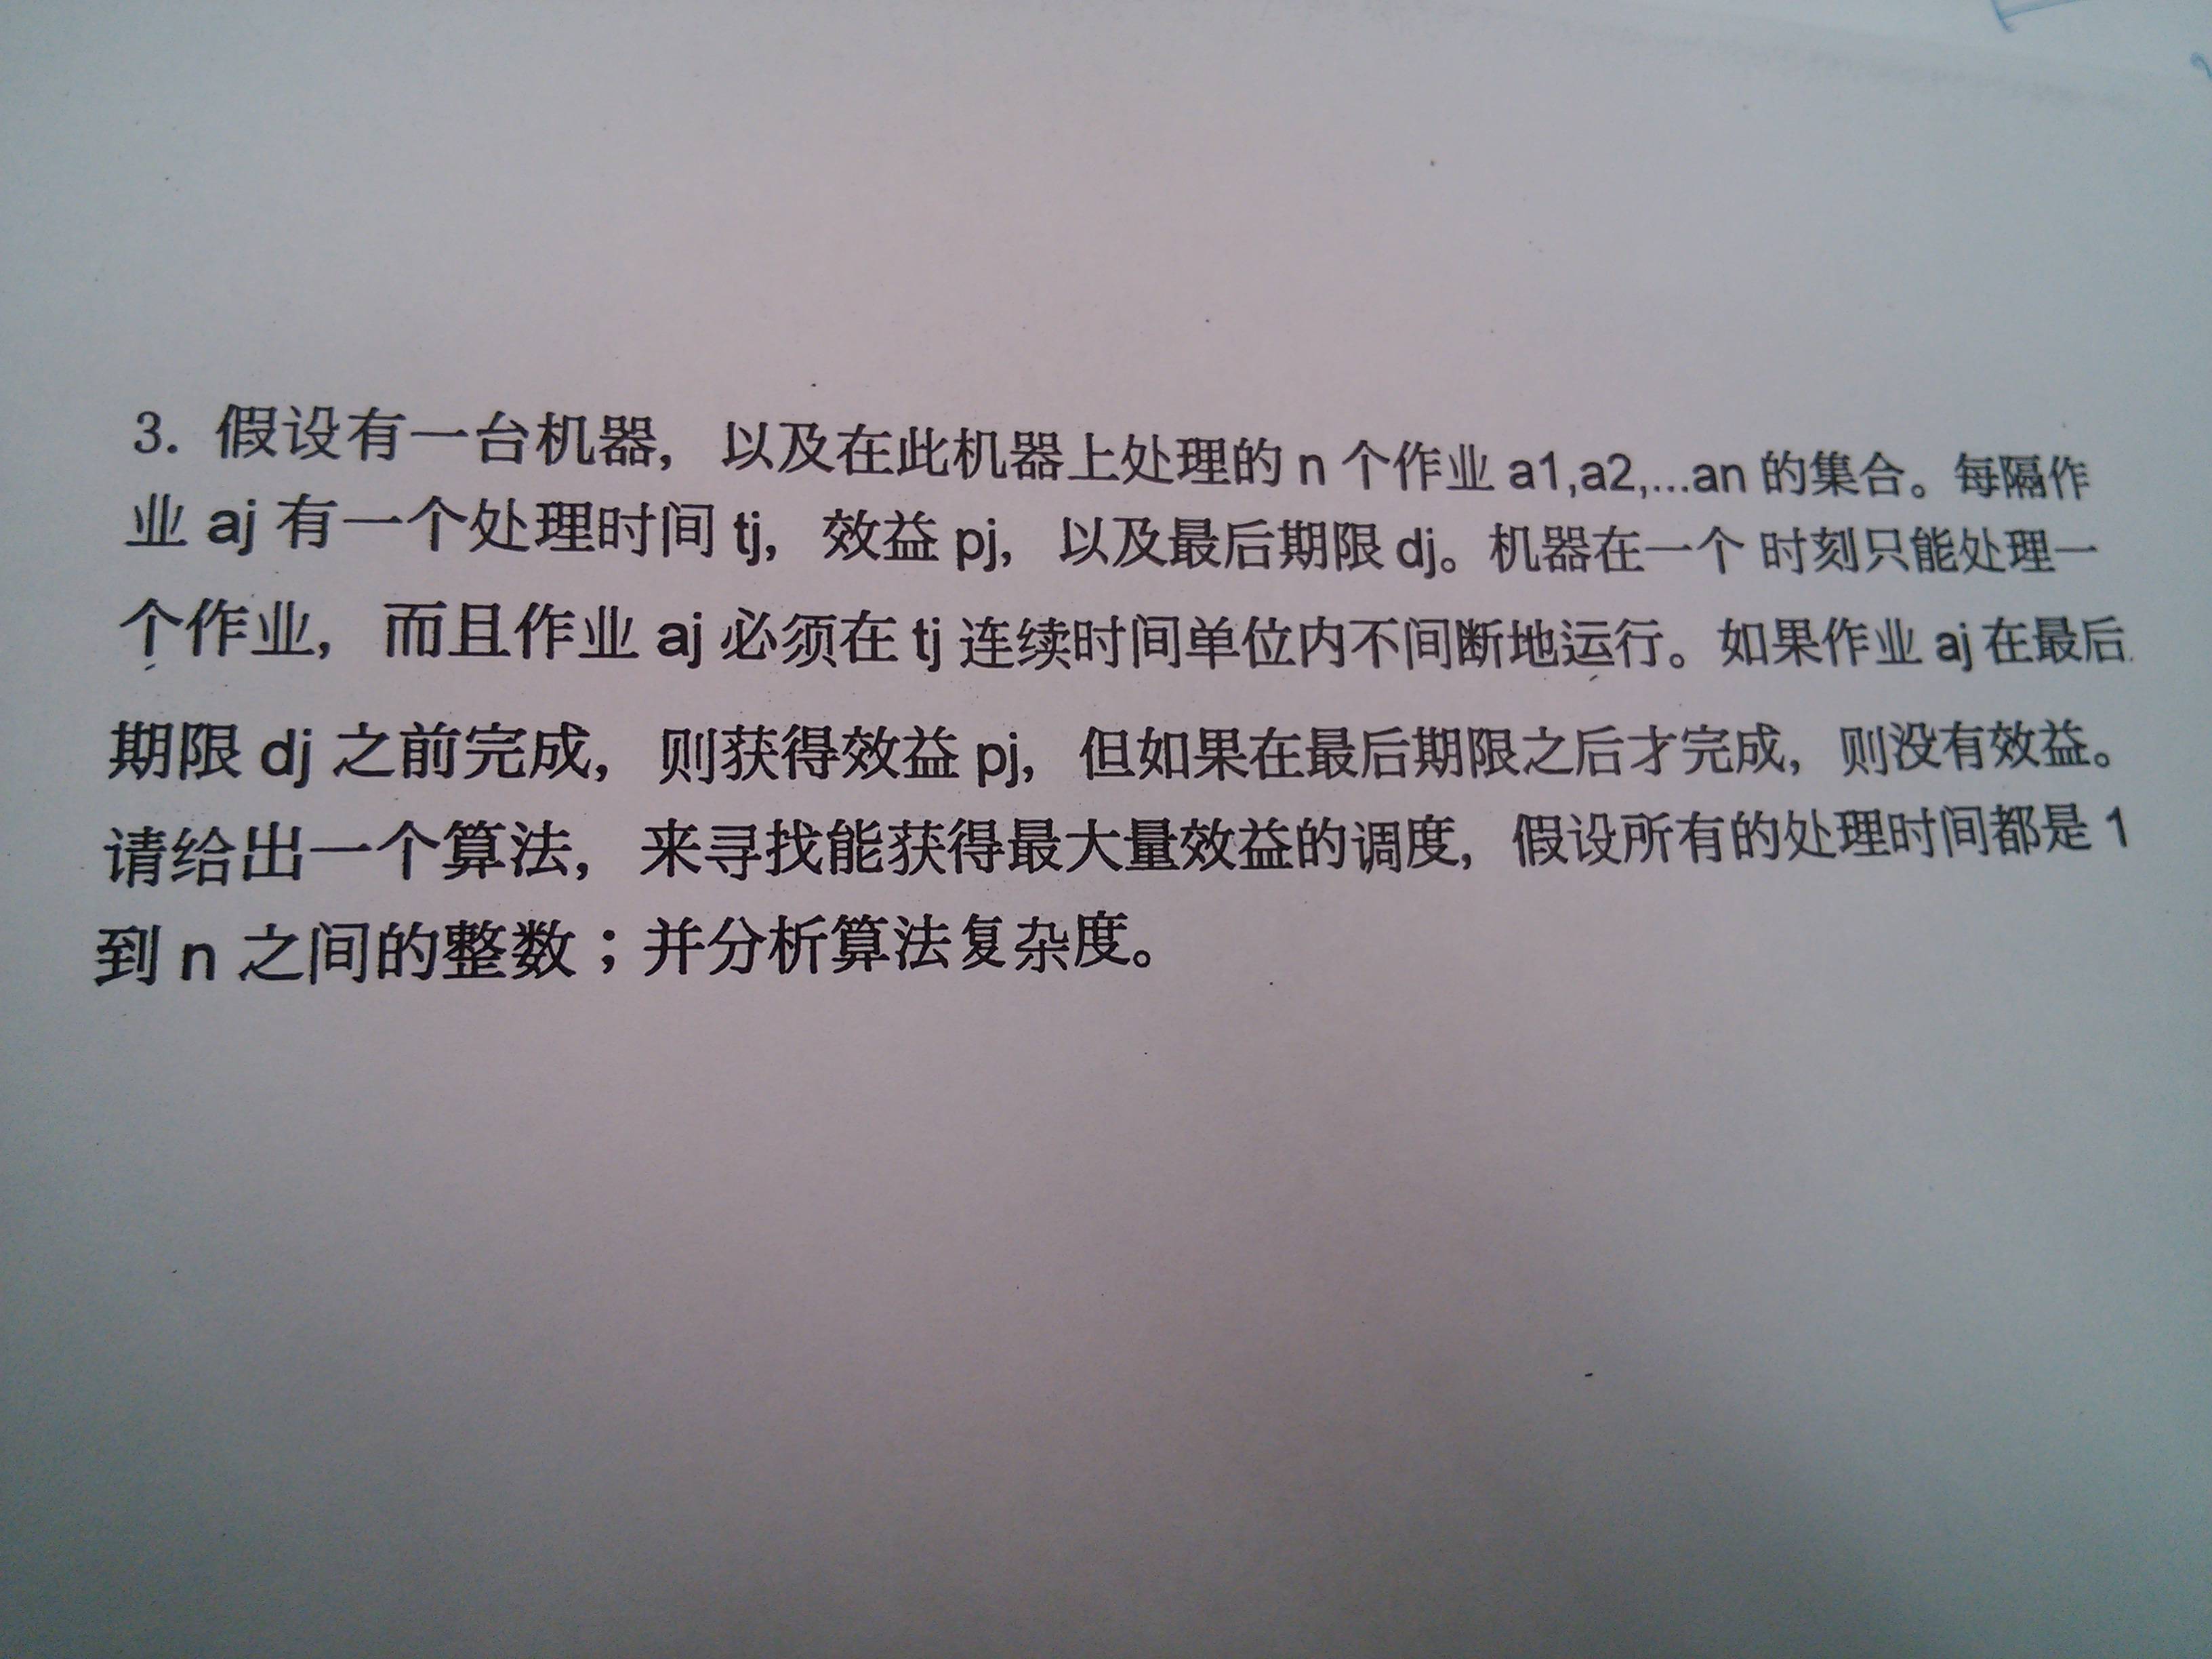 3. 假设有一台机器，以及在此机器上处理的 n 个作业 a1,a2,...an 的集合。每隔作
业 aj 有一个处理时间 tj，效益 pj，以及最后期限 dj。机器在一个 时刻只能处理一
个作业，而且作业 aj 必须在 tj 连续时间单位内不间断地运行。如果作业 aj 在最后
期限 dj 之前完成，则获得效益 pj，但如果在最后期限之后才完成，则没有效益。
请给出一个算法，来寻找能获得最大量效益的调度，假设所有的处理时间都是 1
到 n 之间的整数；并分析算法复杂度。